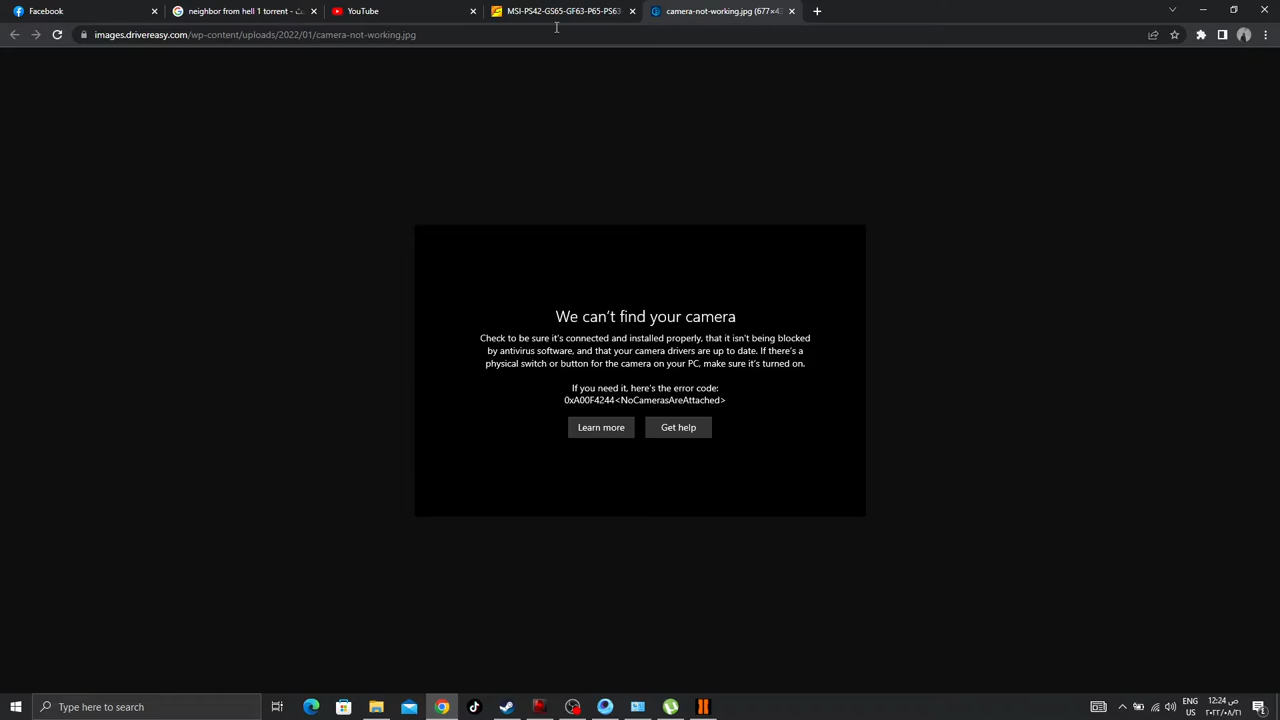 Facebook
neighbor from hell 1 torrent - Ca
YouTube
MSI-PS42-GS65-GF63-P65-PS63
camera-not-working.jpg (677×4
images.drivereasy.com/wp-content/uploads/2022/01/camera-not-working.jpg
We can't find your camera
Check to be sure it's connected and installed properly, that it isn't being blocked
by antivirus software, and that your camera drivers are up to date. If there's a
physical switch or button for the camera on your PC, make sure it's turned on.
If you need it, here's the error code:
0xA00F4244<NoCamerasAreAttached>
Learn more
Get help
Type here to search
ENG
US
12:24 ص